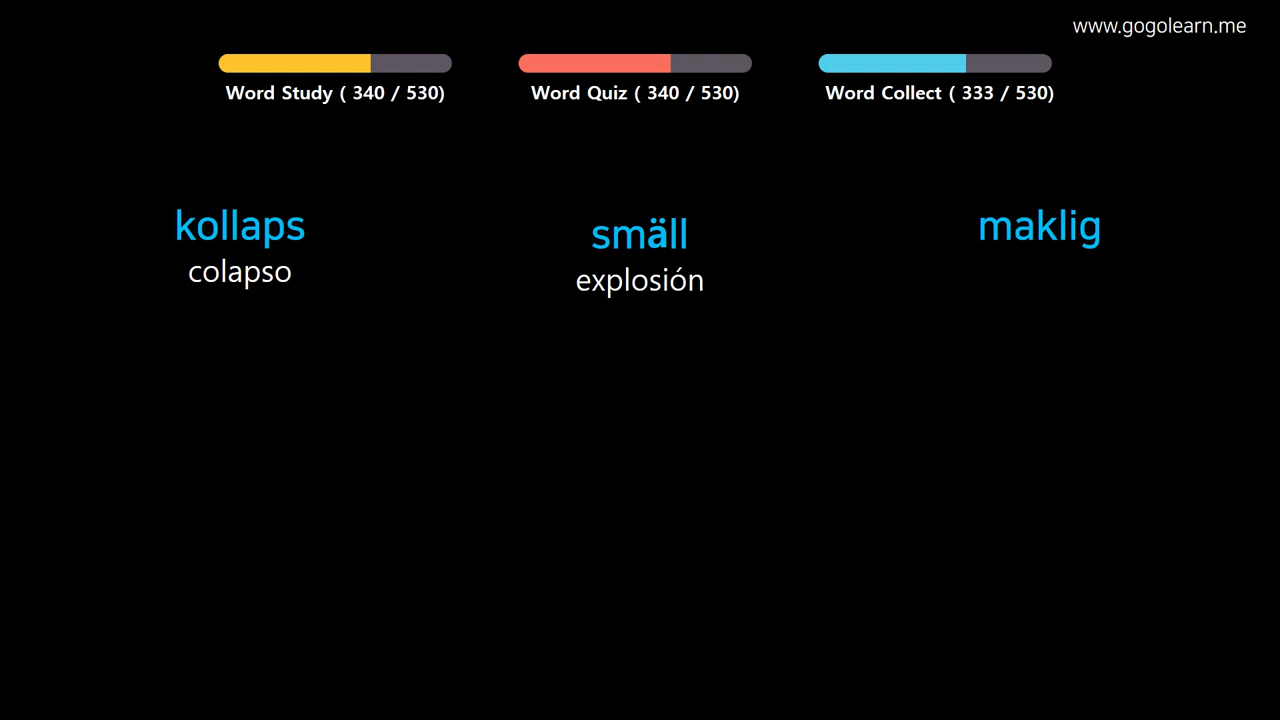 www.gogolearn.me
Word Study ( 340 / 530)
Word Quiz ( 340 / 530)
Word Collect ( 333 / 530)
kollaps
colapso
smäll
explosión
maklig